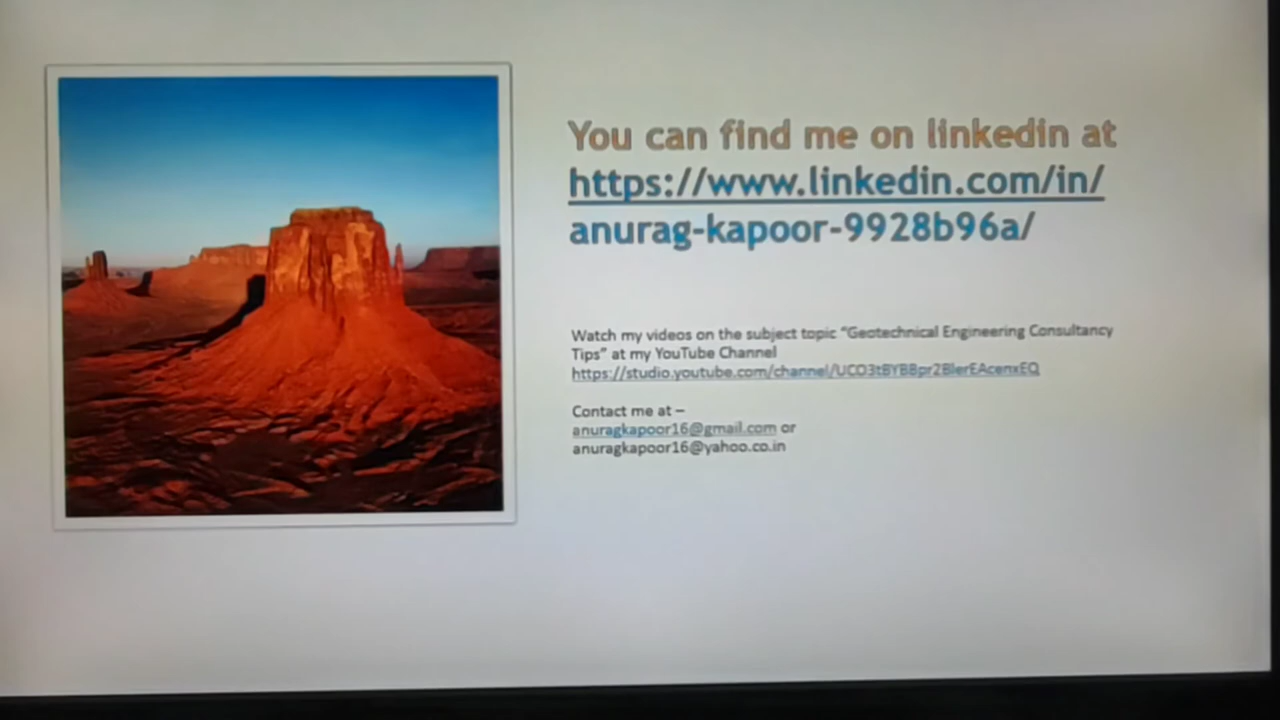 You can find me on linkedin at
https://www.linkedin.com/in/
anurag-kapoor-9928b96a/
Watch my videos on the subject topic “Geotechnical Engineering Consultancy
Tips” at my YouTube Channel
Contact me at –
anuragkapoor16@gmail.com or
anuragkapoor16@yahoo.co.in